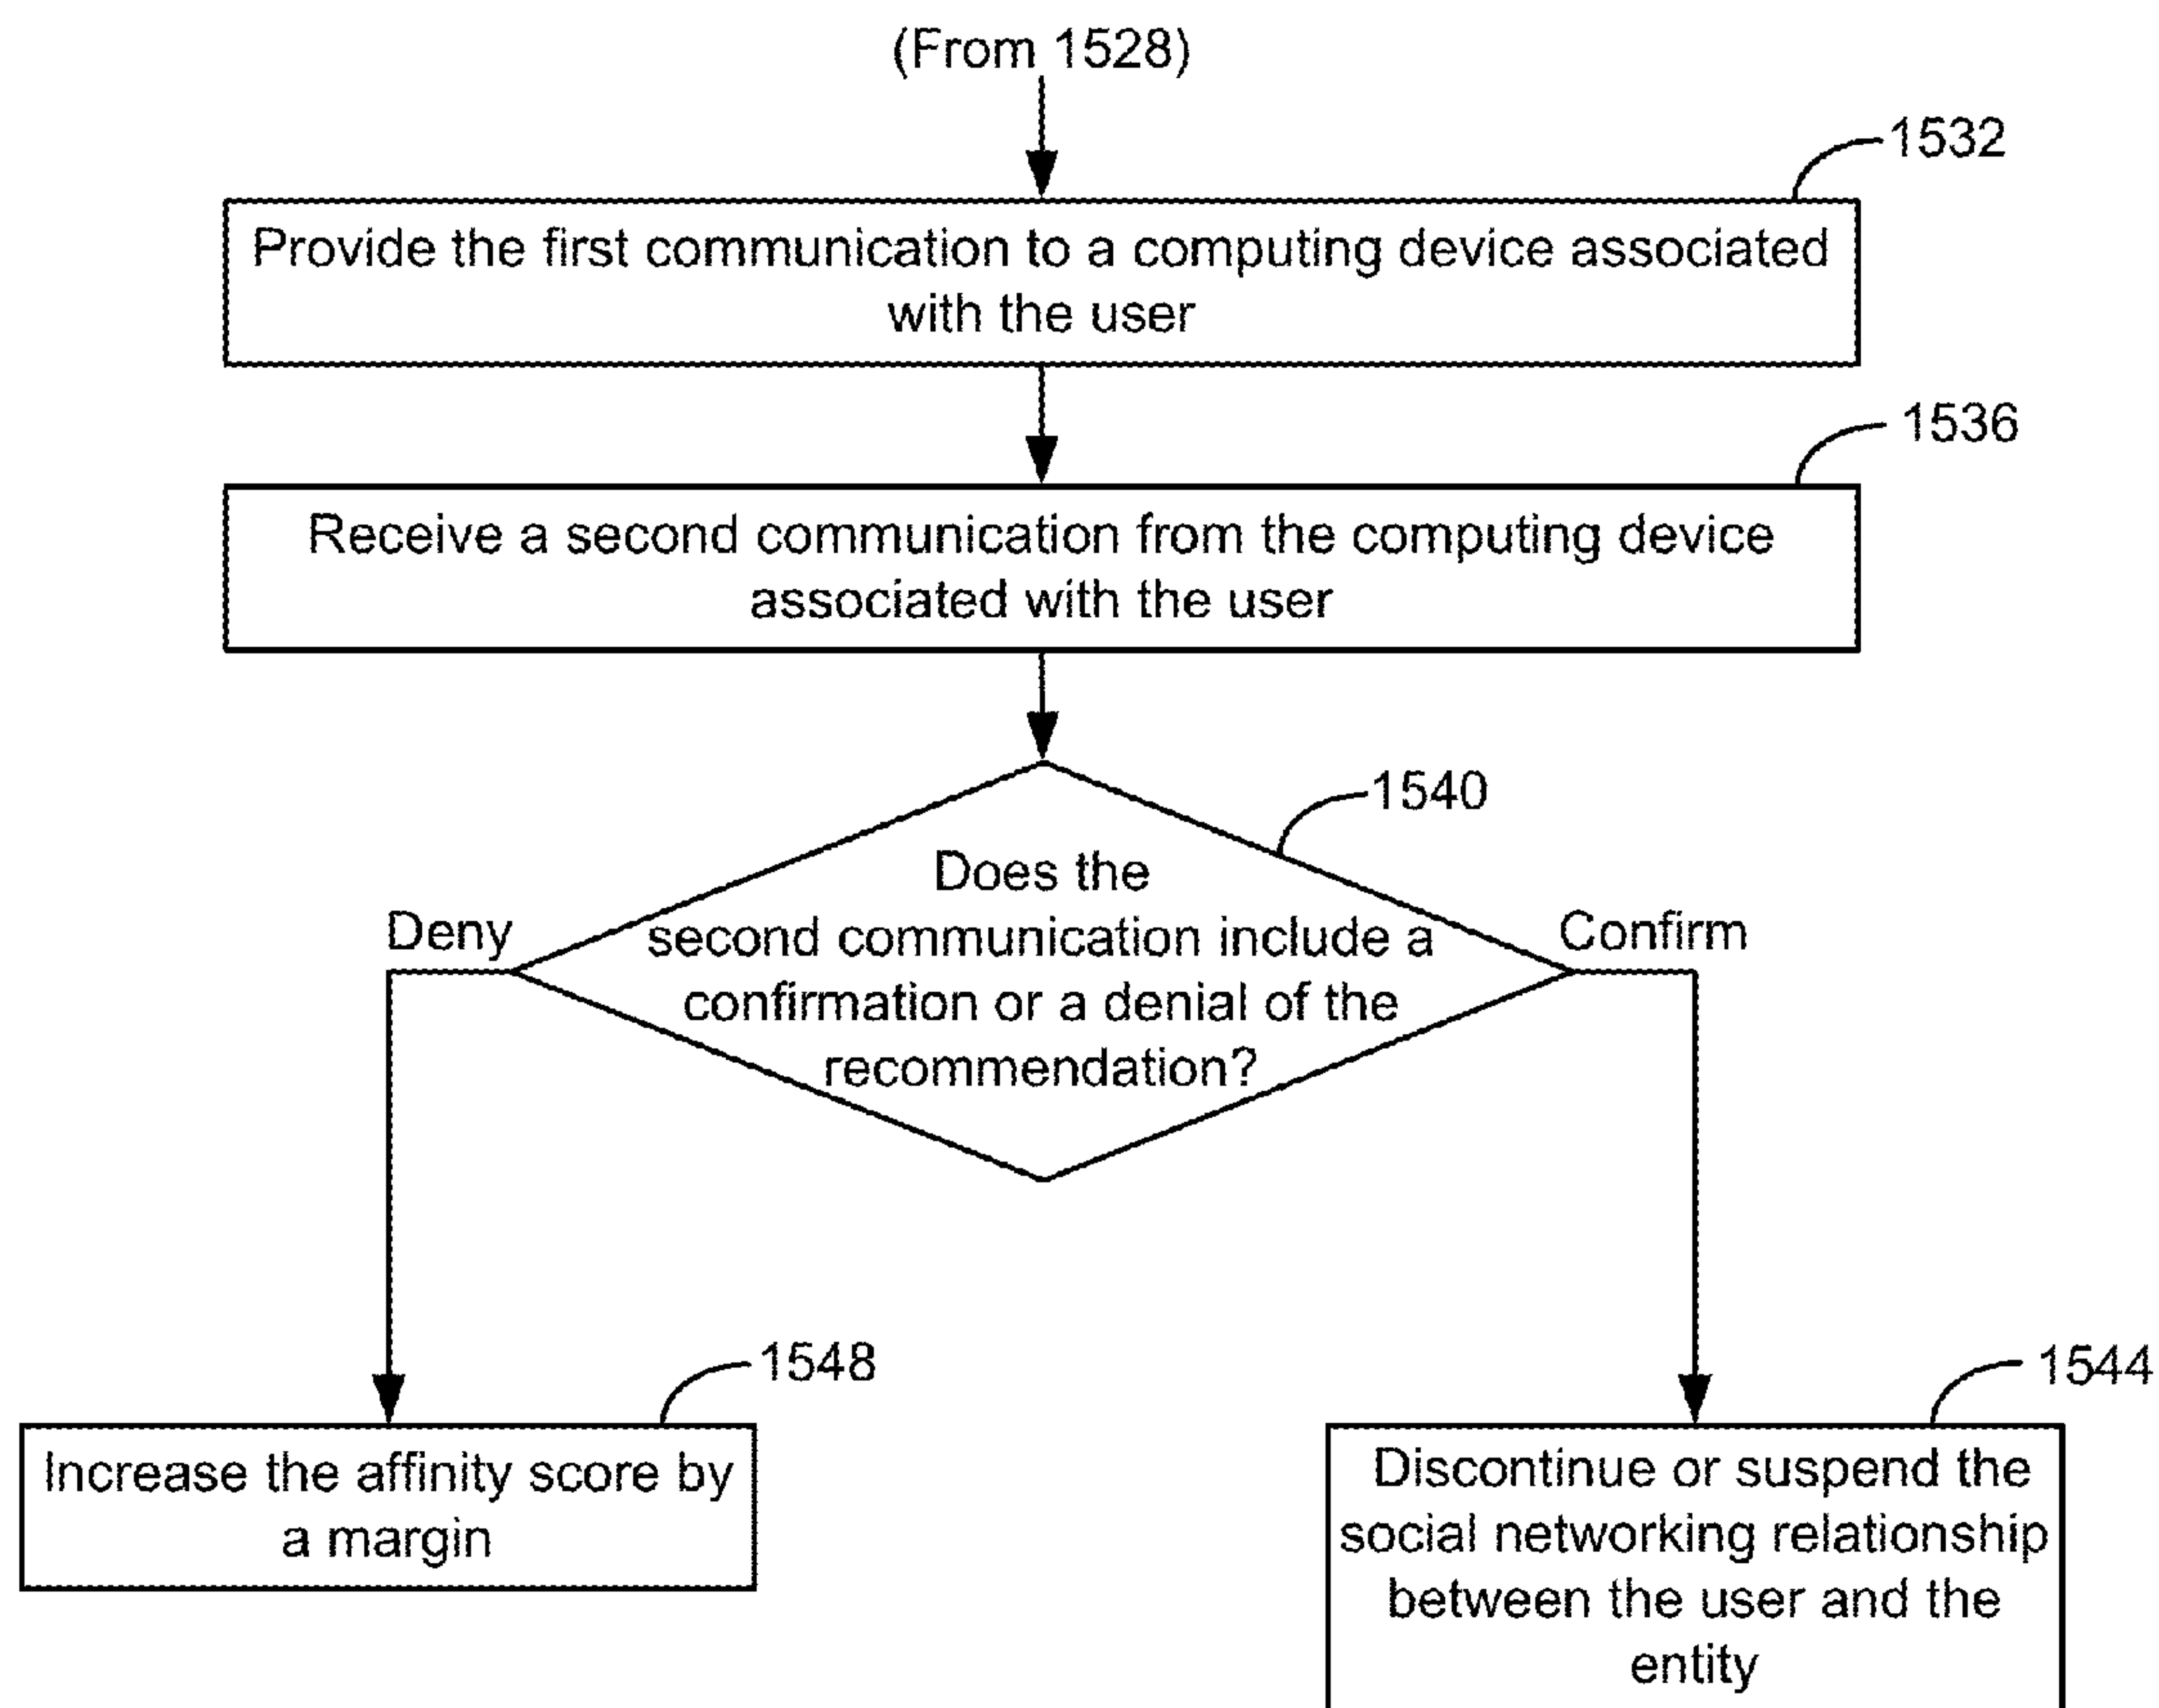 (From 1528)
1532
Provide the first communication to a computing device associated
with the user
1536
Receive a second communication from the computing device
associated with the user
1540
Does the
second communication include a
confirmation or a denial of the
recommendation?
Deny
Confirm
1548
Increase the affinity score by
a margin
1544
Discontinue or suspend the
social networking relationship
between the user and the
entity